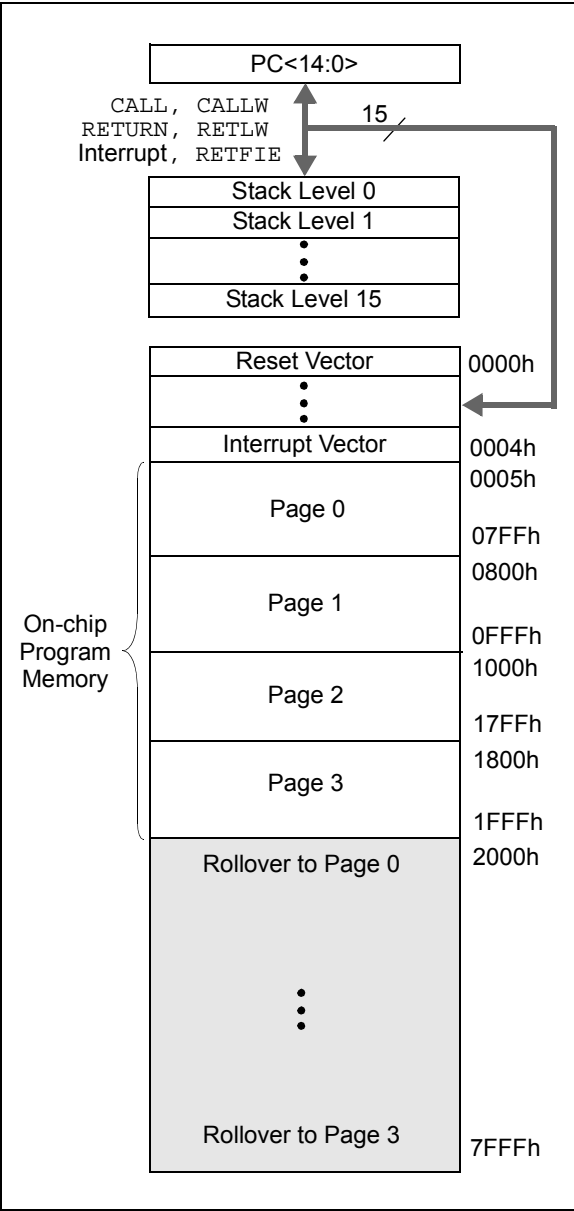 PC<14:0>
CALL, CALLW
RETURN, RETLW
Interrupt, RETFIE
15
Stack Level 0
Stack Level 1
Stack Level 15
Reset Vector
0000h
Interrupt Vector
0004h
0005h
Page 0
07FFh
0800h
Page 1
0FFFh
On-chip
Program
Memory
1000h
Page 2
17FFh
1800h
Page 3
1FFFh
Rollover to Page 0
2000h
Rollover to Page 3
7FFFh